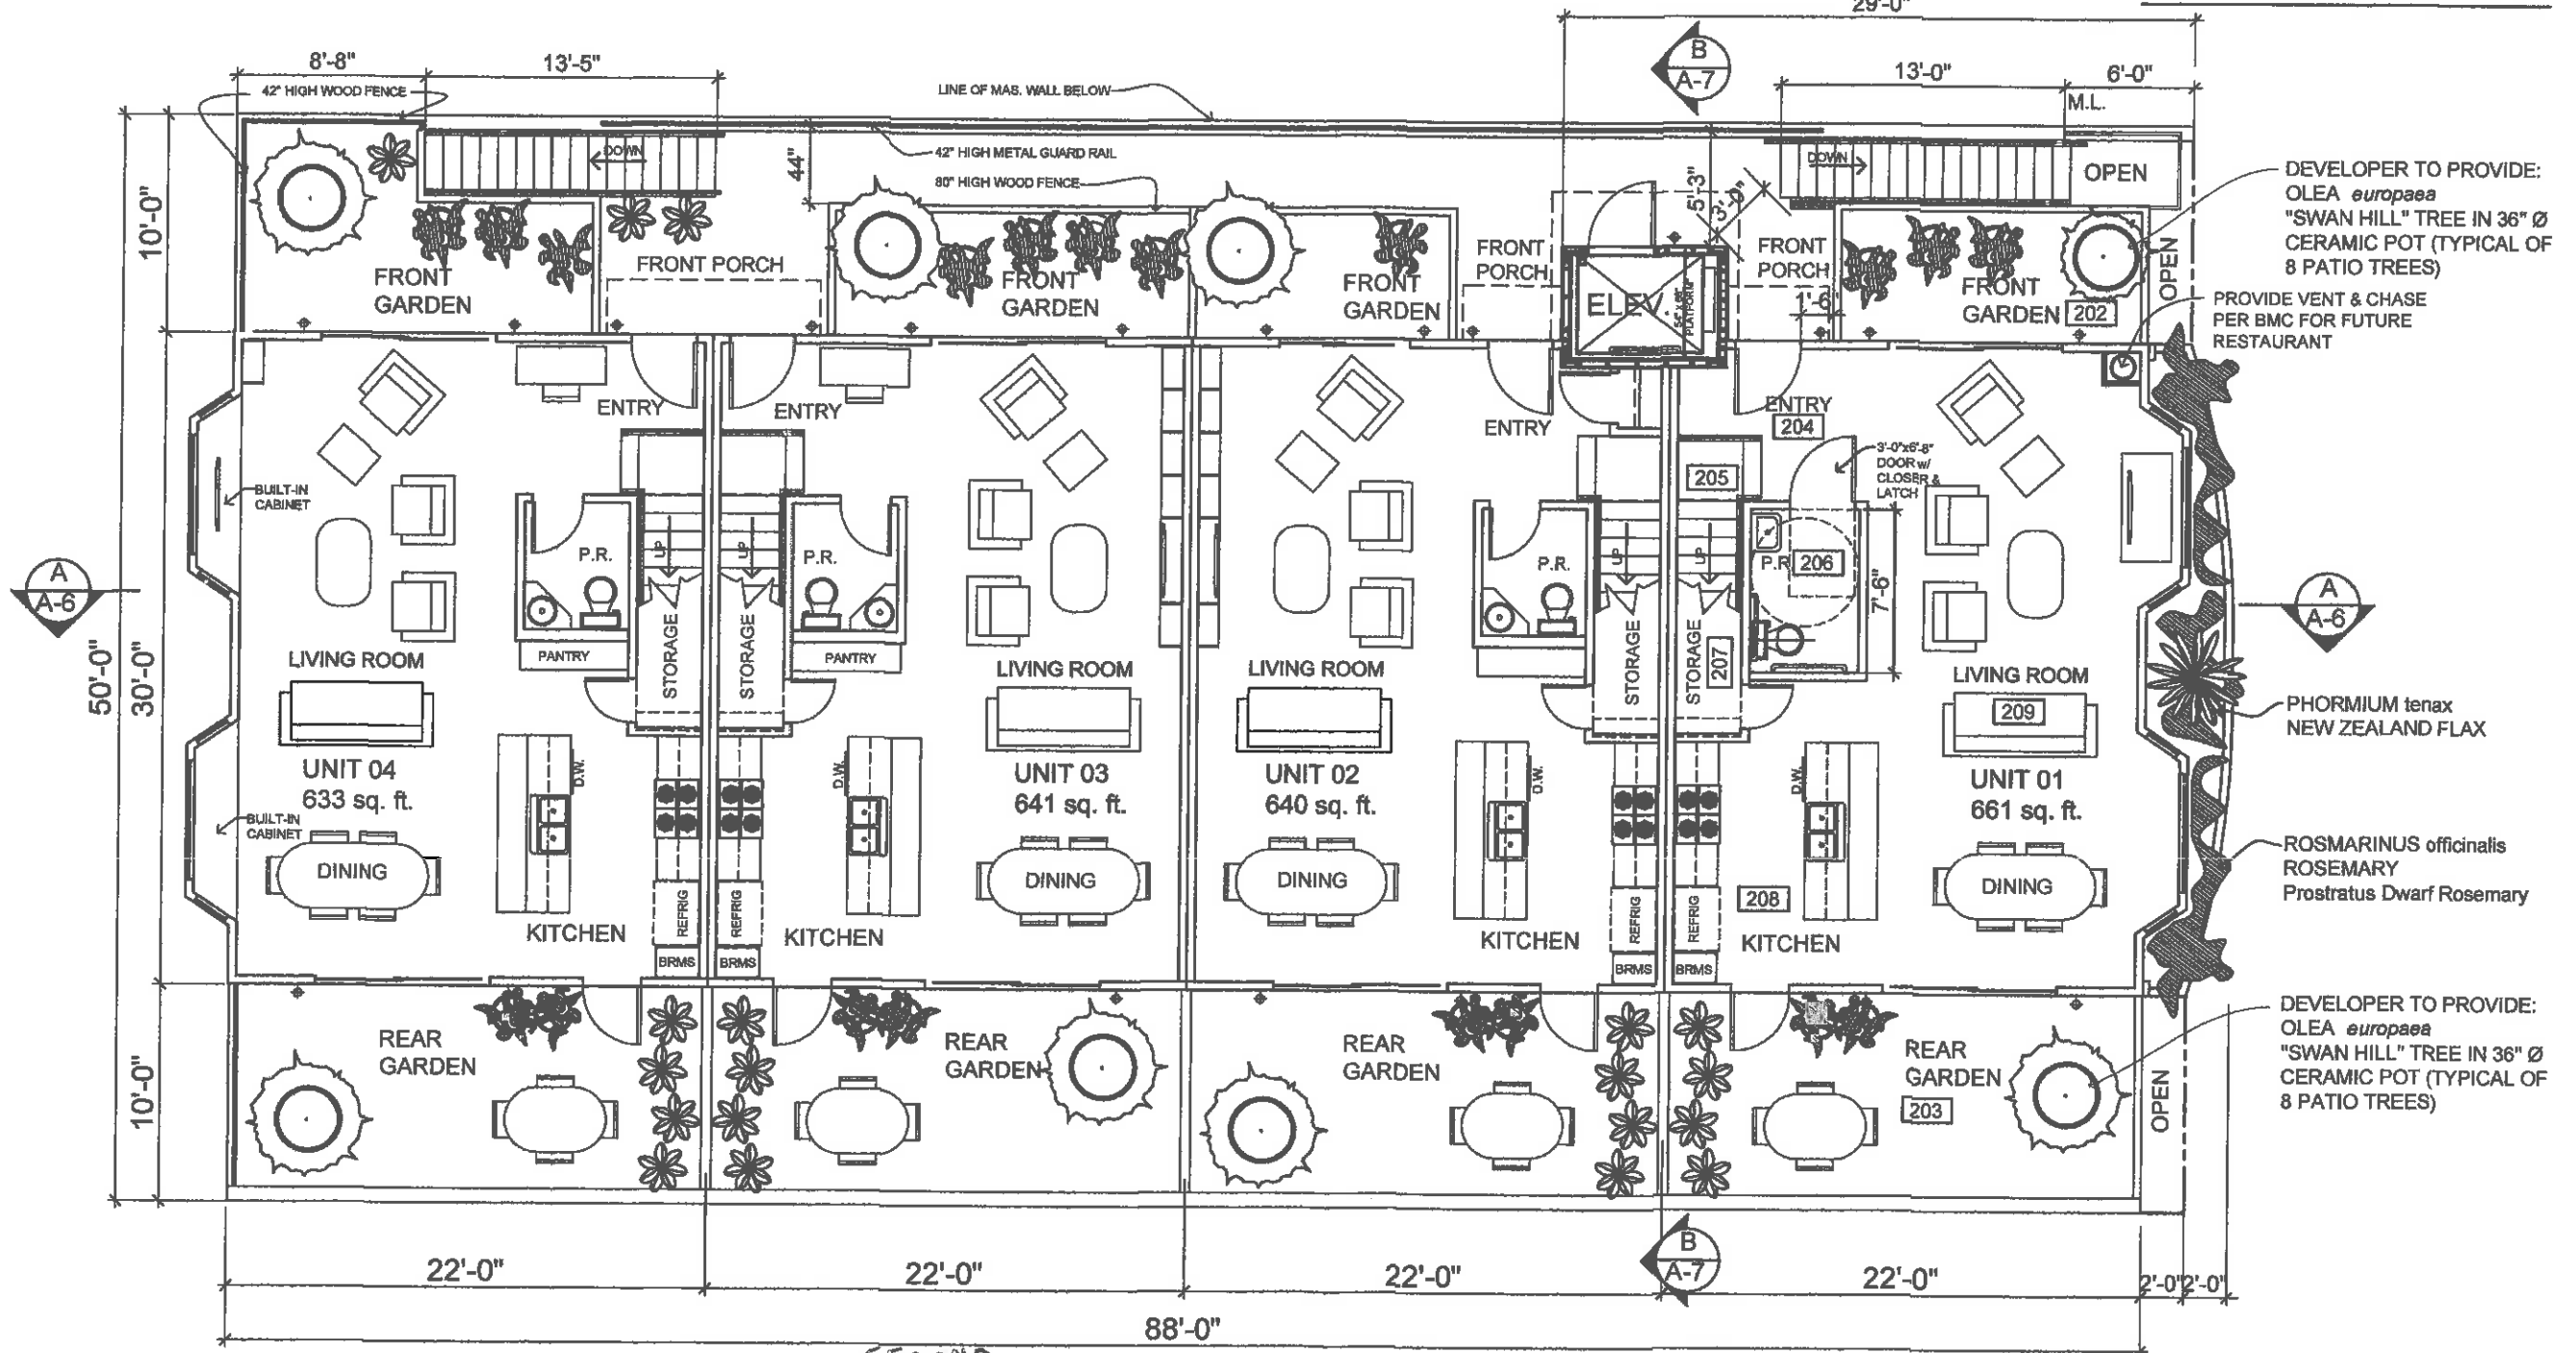 29'-0"
8'-8"
13'-5"
13'-0"
6'-0"
B
A-7
42" HIGH WOOD FENCE
LINE OF MAS. WALL BELOW
M.L.
DOWN
44"
42" HIGH METAL GUARD RAIL
80" HIGH WOOD FENCE
5'-3"
3'-0"
DOWN
OPEN
OPEN
DEVELOPER TO PROVIDE:
OLEA europaea
"SWAN HILL" TREE IN 36" Ø
CERAMIC POT (TYPICAL OF
8 PATIO TREES)
10'-0"
FRONT
GARDEN
FRONT PORCH
FRONT
GARDEN
FRONT
GARDEN
FRONT
PORCH
ELEV.
PLATFORM
FRONT
PORCH
1'-6"
FRONT
GARDEN
202
PROVIDE VENT & CHASE
PER BMC FOR FUTURE
RESTAURANT
ENTRY
ENTRY
ENTRY
ENTRY
204
3'-0"x6'-8"
DOOR w/
CLOSER &
LATCH
205
BUILT-IN
CABINET
P.R.
P.R.
P.R.
P.R.
206
7'-6"
UP
UP
UP
UP
A
A-6
A
A-6
50'-0"
30'-0"
PANTRY
PANTRY
STORAGE
STORAGE
STORAGE
STORAGE
207
LIVING ROOM
LIVING ROOM
LIVING ROOM
LIVING ROOM
209
PHORMIUM tenax
NEW ZEALAND FLAX
UNIT 04
633 sq. ft.
UNIT 03
641 sq. ft.
UNIT 02
640 sq. ft.
UNIT 01
661 sq. ft.
D.W.
D.W.
D.W.
D.W.
BUILT-IN
CABINET
DINING
DINING
DINING
DINING
ROSMARINUS officinalis
ROSEMARY
Prostratus Dwarf Rosemary
REFRIG
REFRIG
REFRIG
REFRIG
208
KITCHEN
KITCHEN
KITCHEN
KITCHEN
BRMS
BRMS
BRMS
BRMS
10'-0"
REAR
GARDEN
REAR
GARDEN
REAR
GARDEN
REAR
GARDEN
203
OPEN
DEVELOPER TO PROVIDE:
OLEA europaea
"SWAN HILL" TREE IN 36" Ø
CERAMIC POT (TYPICAL OF
8 PATIO TREES)
22'-0"
22'-0"
22'-0"
B
A-7
22'-0"
2'-0"
2'-0"
88'-0"